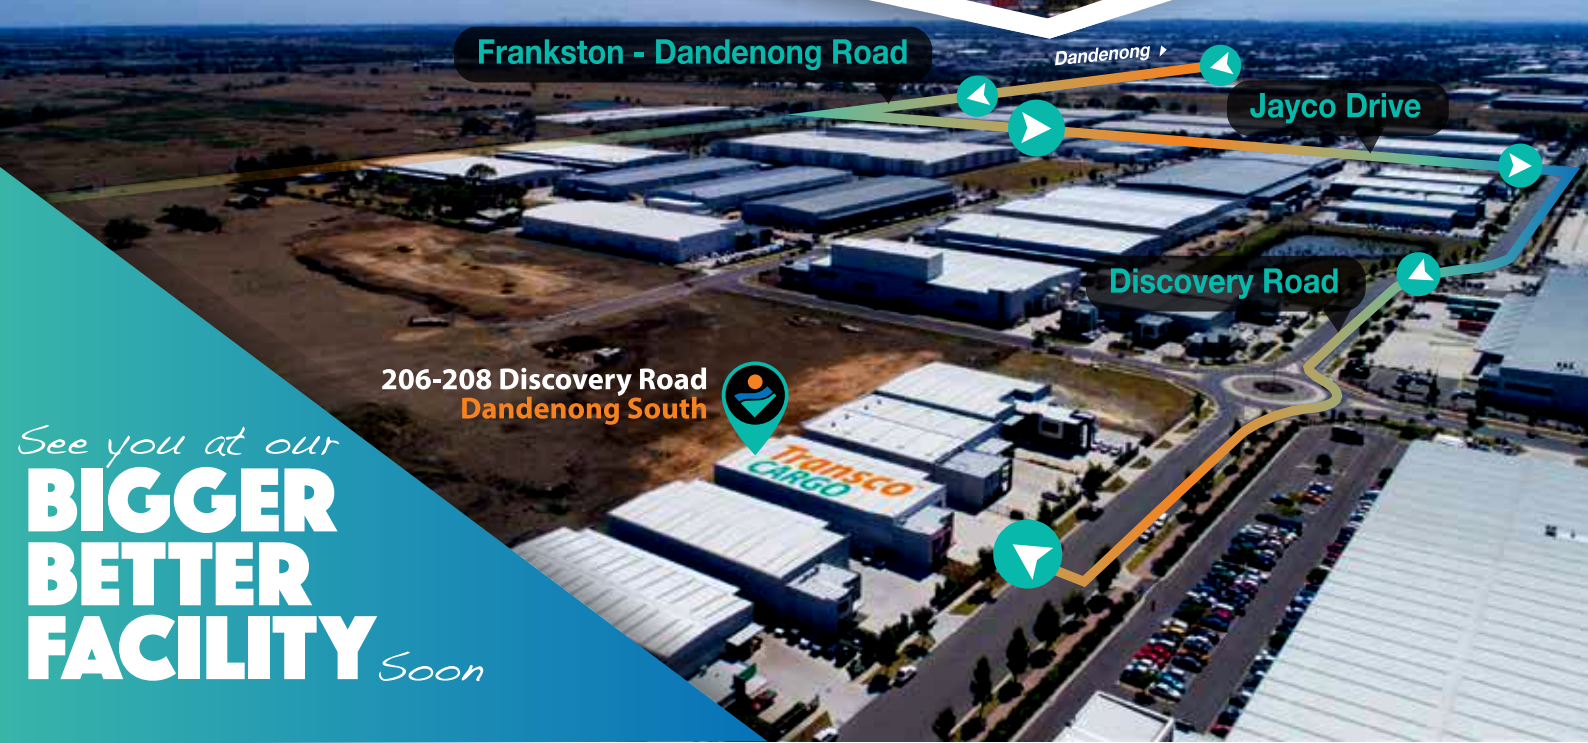 Frankston - Dandenong Road
Dandenong
Jayco Drive
Discovery Road
206-208 Discovery Road
Dandenong South
Transco
CARGO
See you at our
BIGGER
BETTER
FACILITY Soon